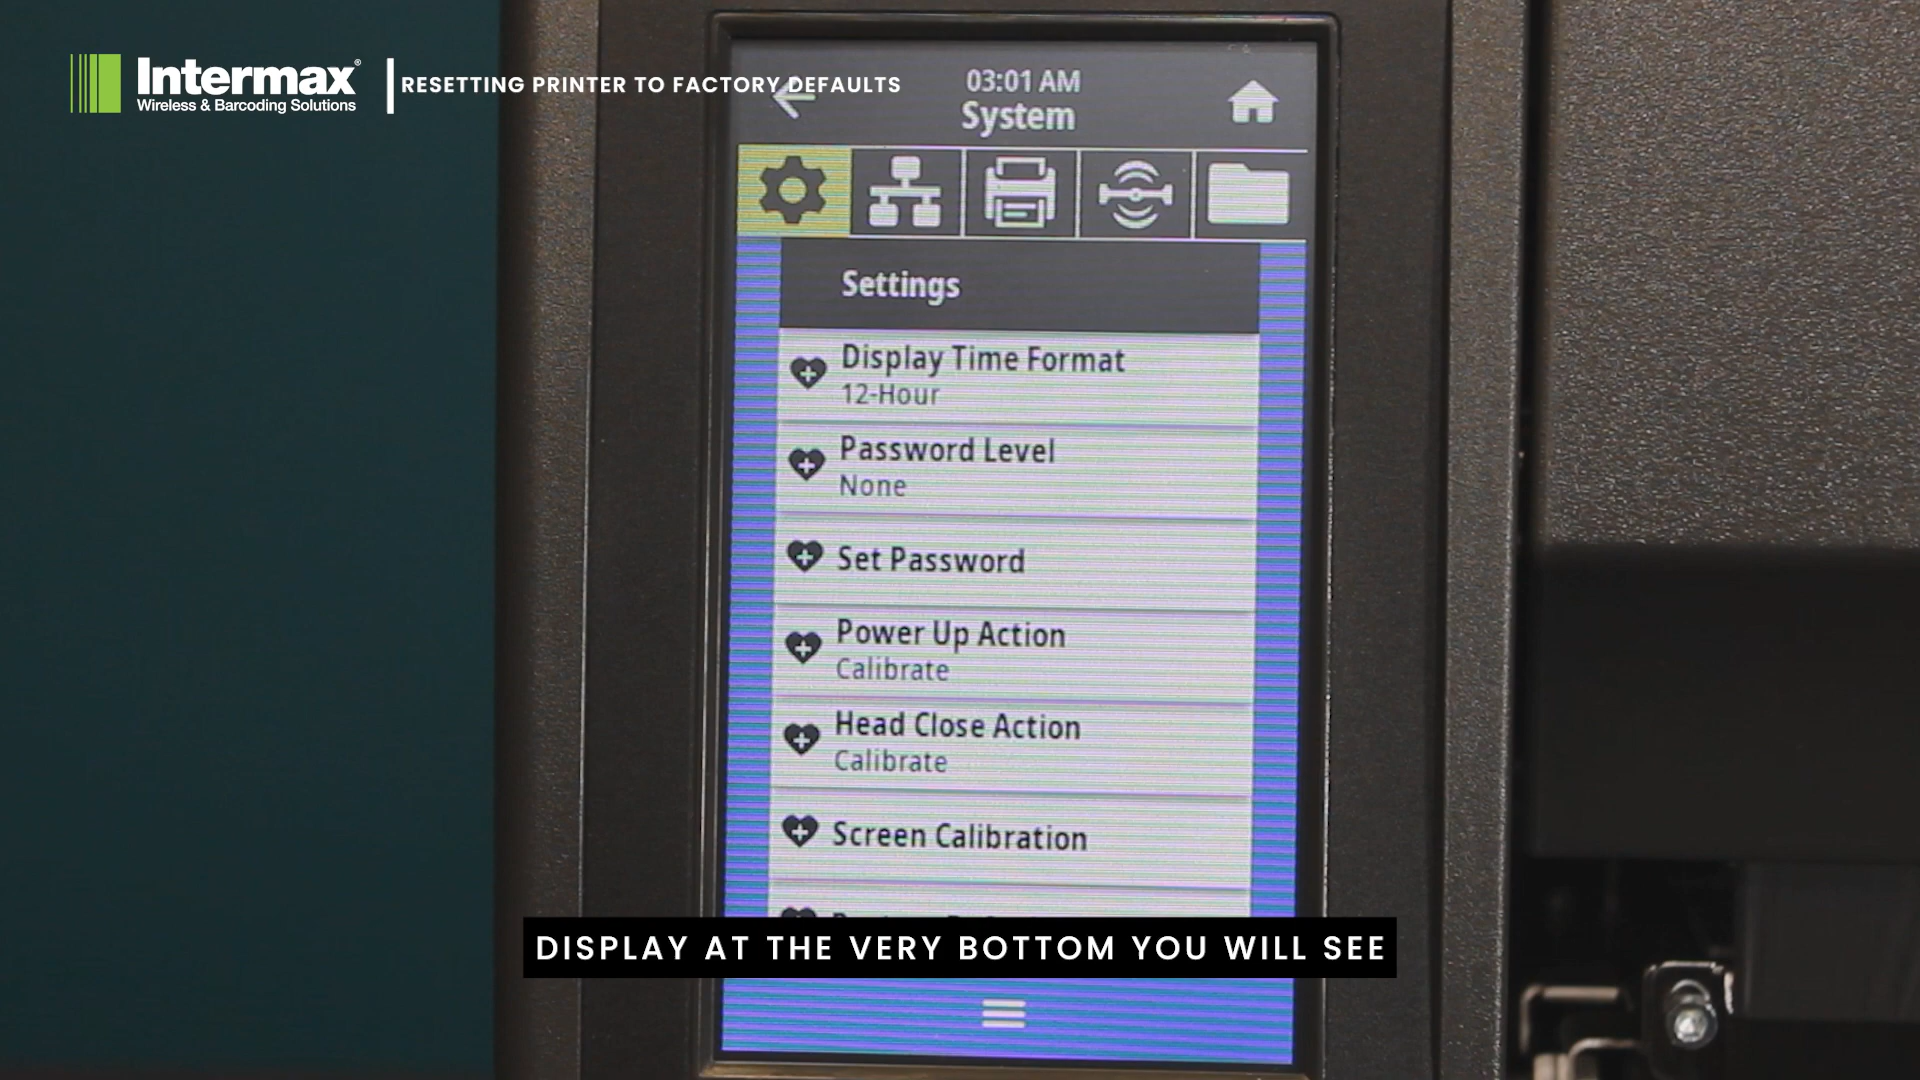 Intermax®
Wireless & Barcoding Solutions
RESETTING PRINTER TO FACTORY DEFAULTS
03:01 AM
System
Settings
Display Time Format
12-Hour
Password Level
None
Set Password
Power Up Action
Calibrate
Head Close Action
Calibrate
Screen Calibration
DISPLAY AT THE VERY BOTTOM YOU WILL SEE